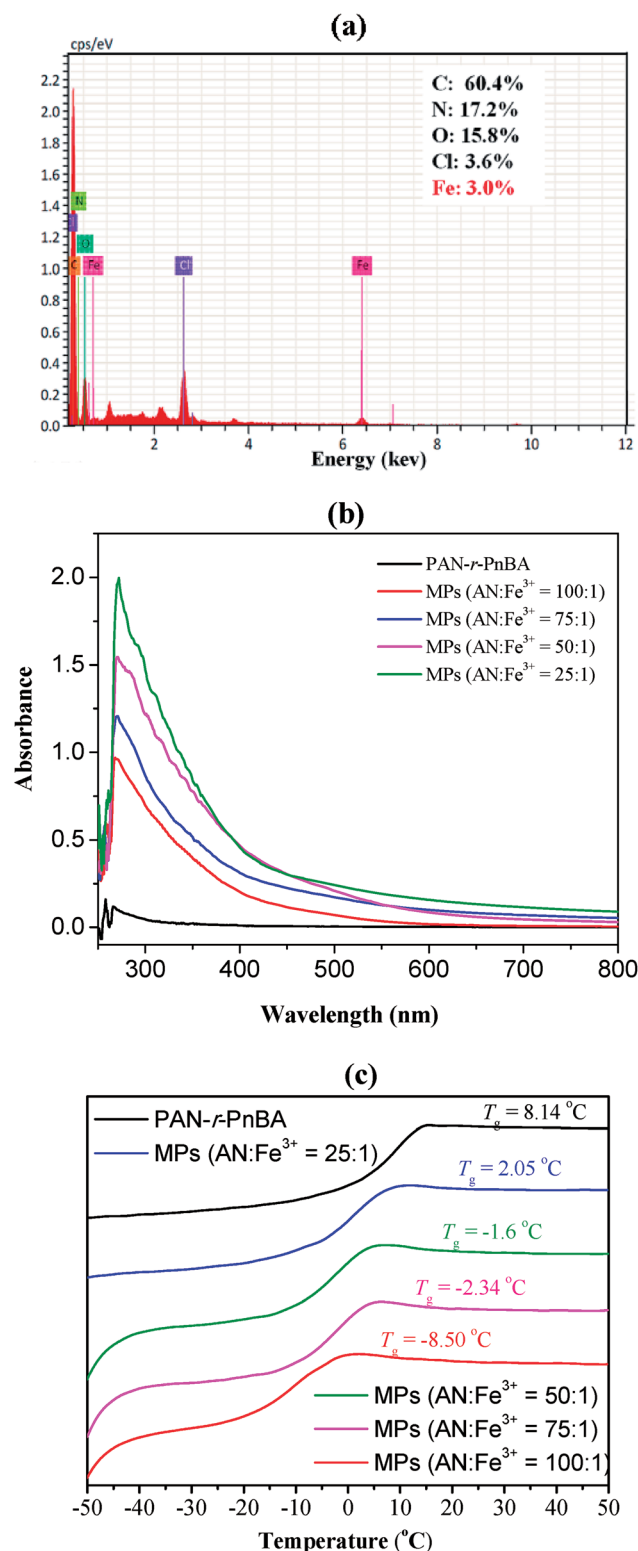 (a)
cps/eV
2.2
2.0
1.8
1.6
1.4
1.2
1.0
0.8
0.6
0.4
0.2
0.0
C: 60.4%
N: 17.2%
O: 15.8%
Cl: 3.6%
Fe: 3.0%
N
O
C Fe
Cl
Fe
2 4 6 8 10 12
Energy (kev)
(b)
PAN-r-PnBA
MPs (AN:Fe³⁺ = 100:1)
MPs (AN:Fe³⁺ = 75:1)
MPs (AN:Fe³⁺ = 50:1)
MPs (AN:Fe³⁺ = 25:1)
2.0
1.5
1.0
0.5
0.0
Absorbance
300 400 500 600 700 800
Wavelength (nm)
(c)
PAN-r-PnBA
MPs (AN:Fe³⁺ = 25:1)
Tg = 8.14 °C
Tg = 2.05 °C
Tg = -1.6 °C
Tg = -2.34 °C
Tg = -8.50 °C
MPs (AN:Fe³⁺ = 50:1)
MPs (AN:Fe³⁺ = 75:1)
MPs (AN:Fe³⁺ = 100:1)
-50 -40 -30 -20 -10 0 10 20 30 40 50
Temperature (°C)